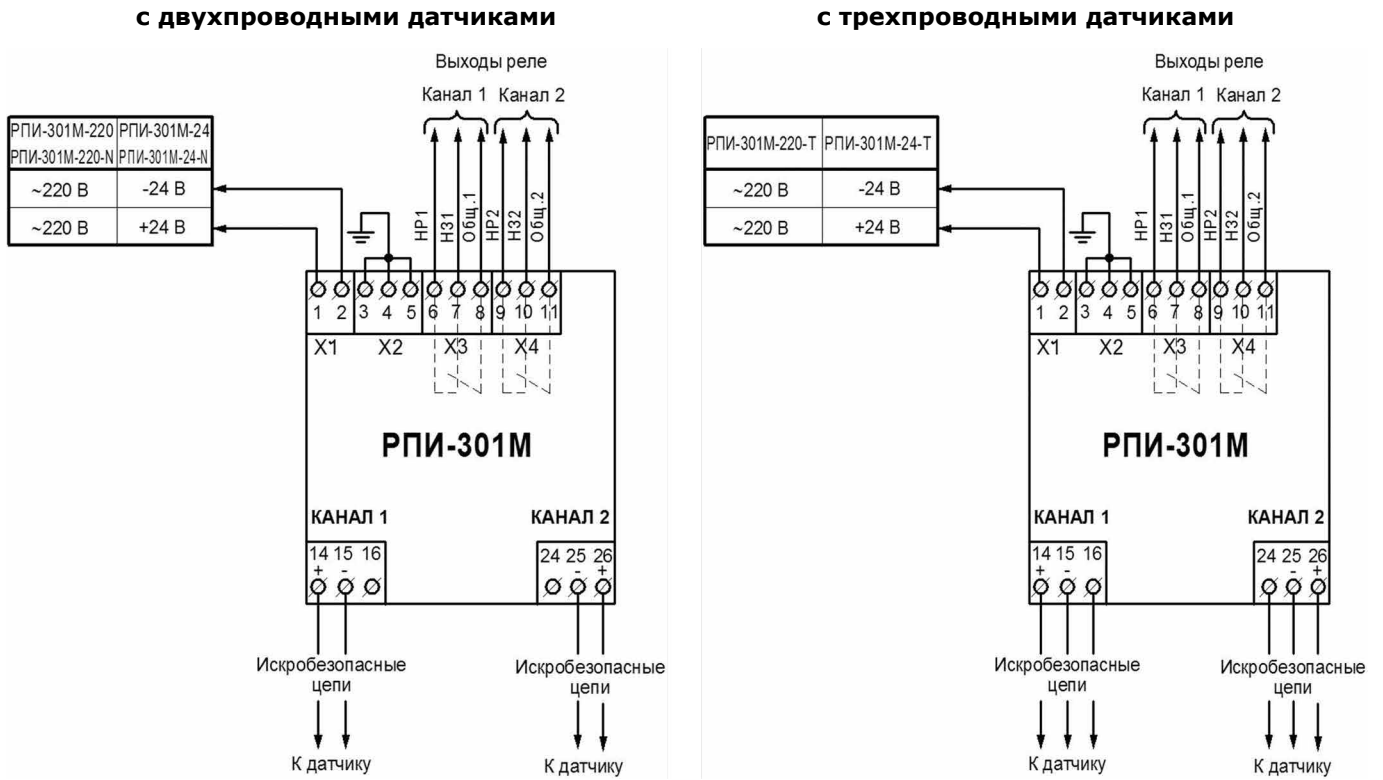 с двухпроводными датчиками
Выходы реле
Канал 1 Канал 2
РПИ-301М-220 РПИ-301М-24
РПИ-301М-220-N РПИ-301М-24-N
~220 В -24 В
~220 В +24 В
НР1 НЗ1 Общ.1 НР2 НЗ2 Общ.2
1 2 3 4 5 6 7 8 9 10 11
X1 X2 X3 X4
РПИ-301М
КАНАЛ 1 КАНАЛ 2
14 15 16 24 25 26
+ - - +
Искробезопасные цепи Искробезопасные цепи
К датчику К датчику
с трехпроводными датчиками
Выходы реле
Канал 1 Канал 2
РПИ-301М-220-Т РПИ-301М-24-Т
~220 В -24 В
~220 В +24 В
НР1 НЗ1 Общ.1 НР2 НЗ2 Общ.2
1 2 3 4 5 6 7 8 9 10 11
X1 X2 X3 X4
РПИ-301М
КАНАЛ 1 КАНАЛ 2
14 15 16 24 25 26
+ - - +
Искробезопасные цепи Искробезопасные цепи
К датчику К датчику